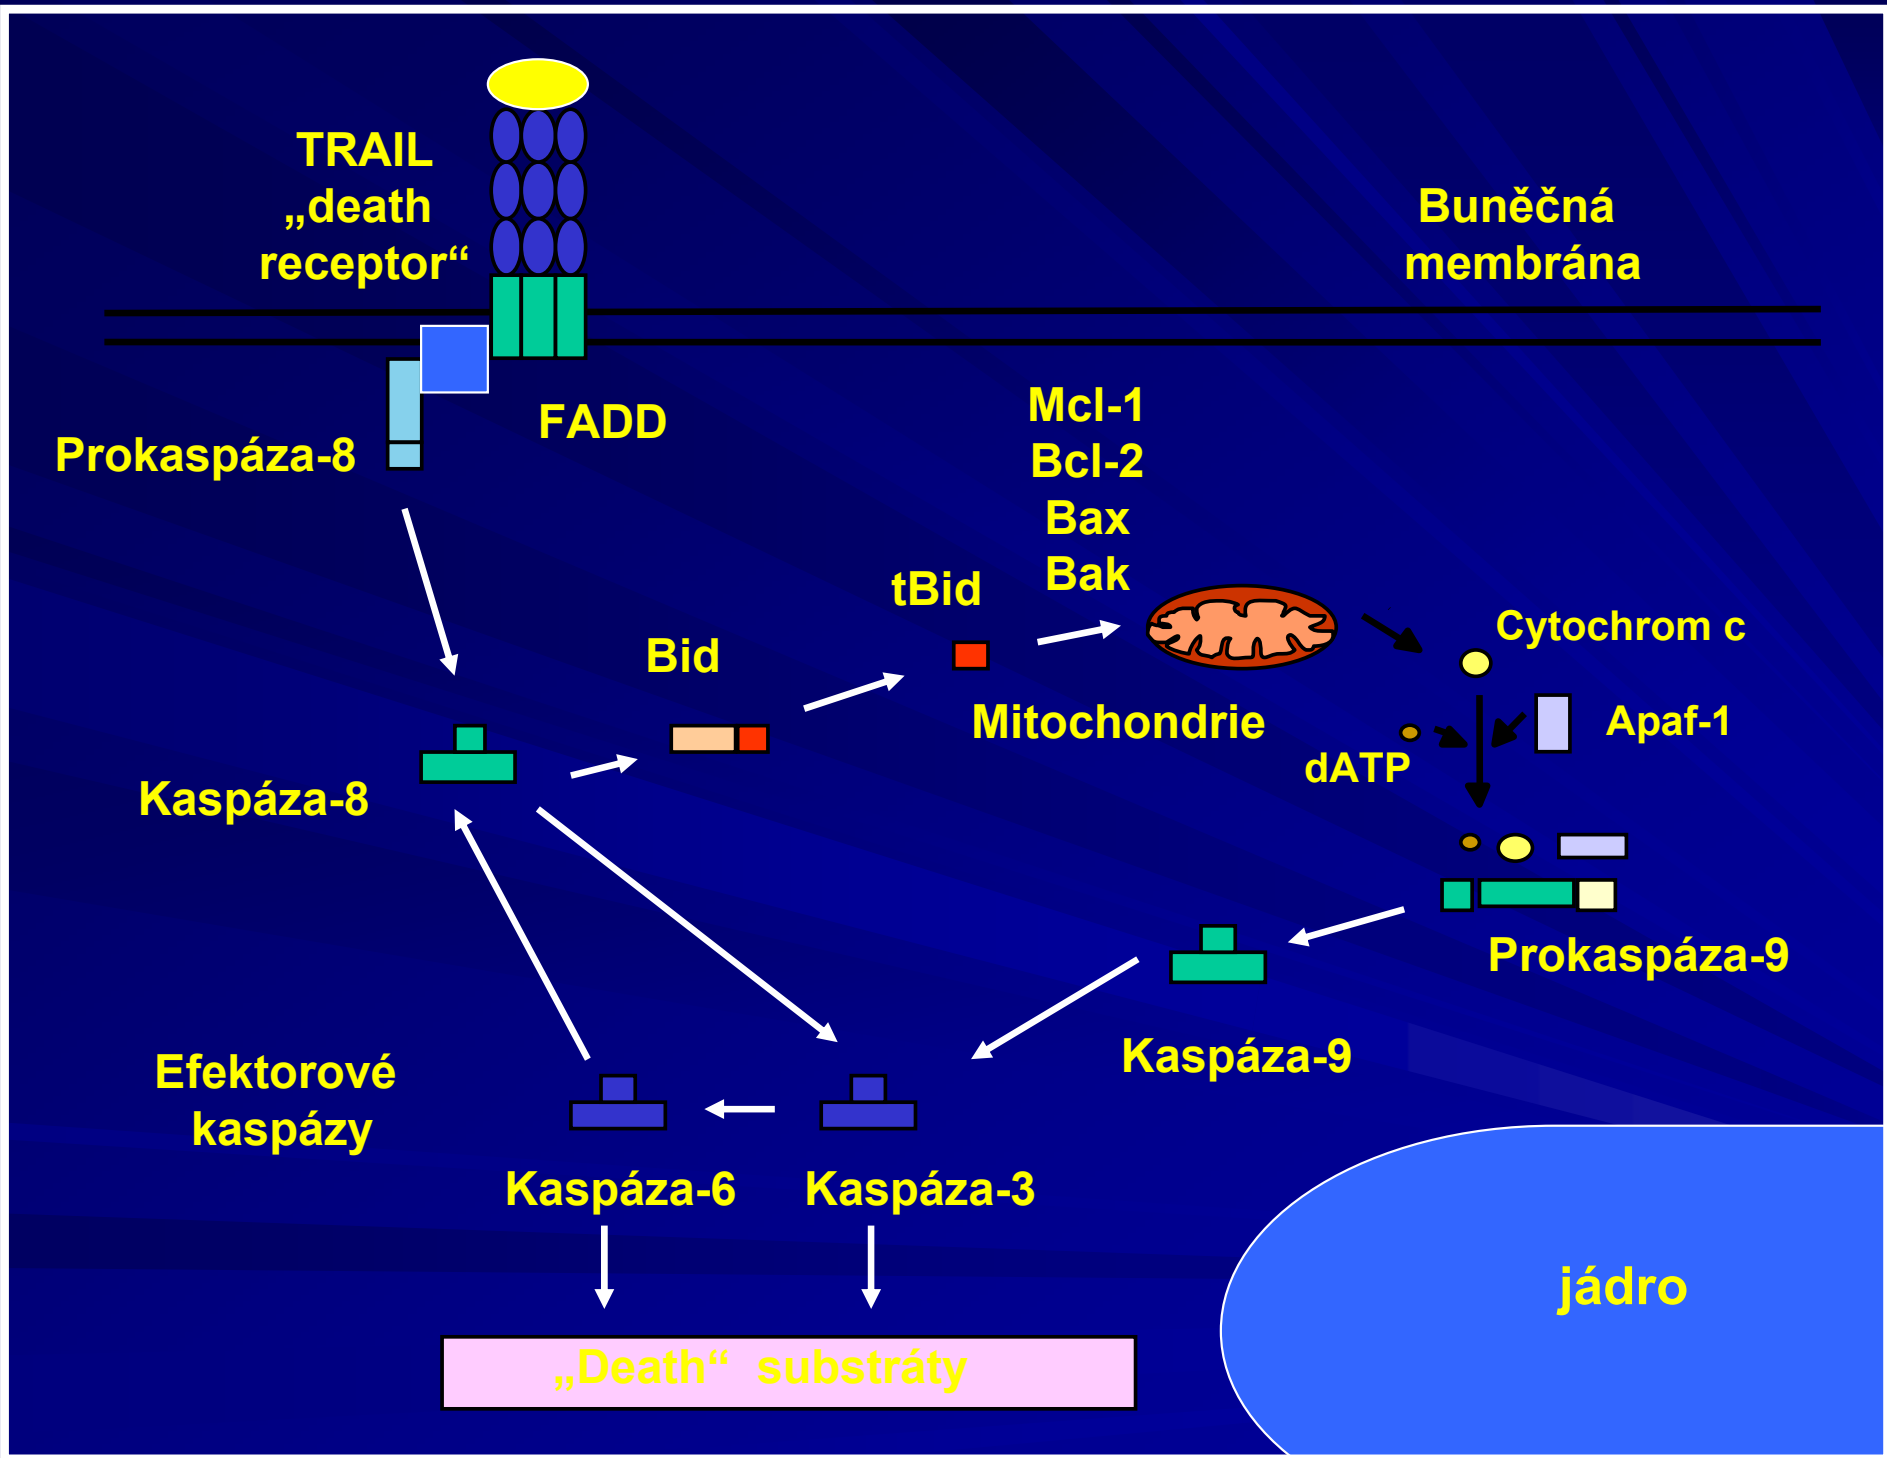 TRAIL
„death
receptor“
Buněčná
membrána
FADD
Prokaspáza-8
Mcl-1
Bcl-2
Bax
Bak
tBid
Bid
Cytochrom c
Mitochondrie
Apaf-1
dATP
Kaspáza-8
Prokaspáza-9
Kaspáza-9
Efektorové
kaspázy
Kaspáza-6
Kaspáza-3
jádro
„Death“ substráty